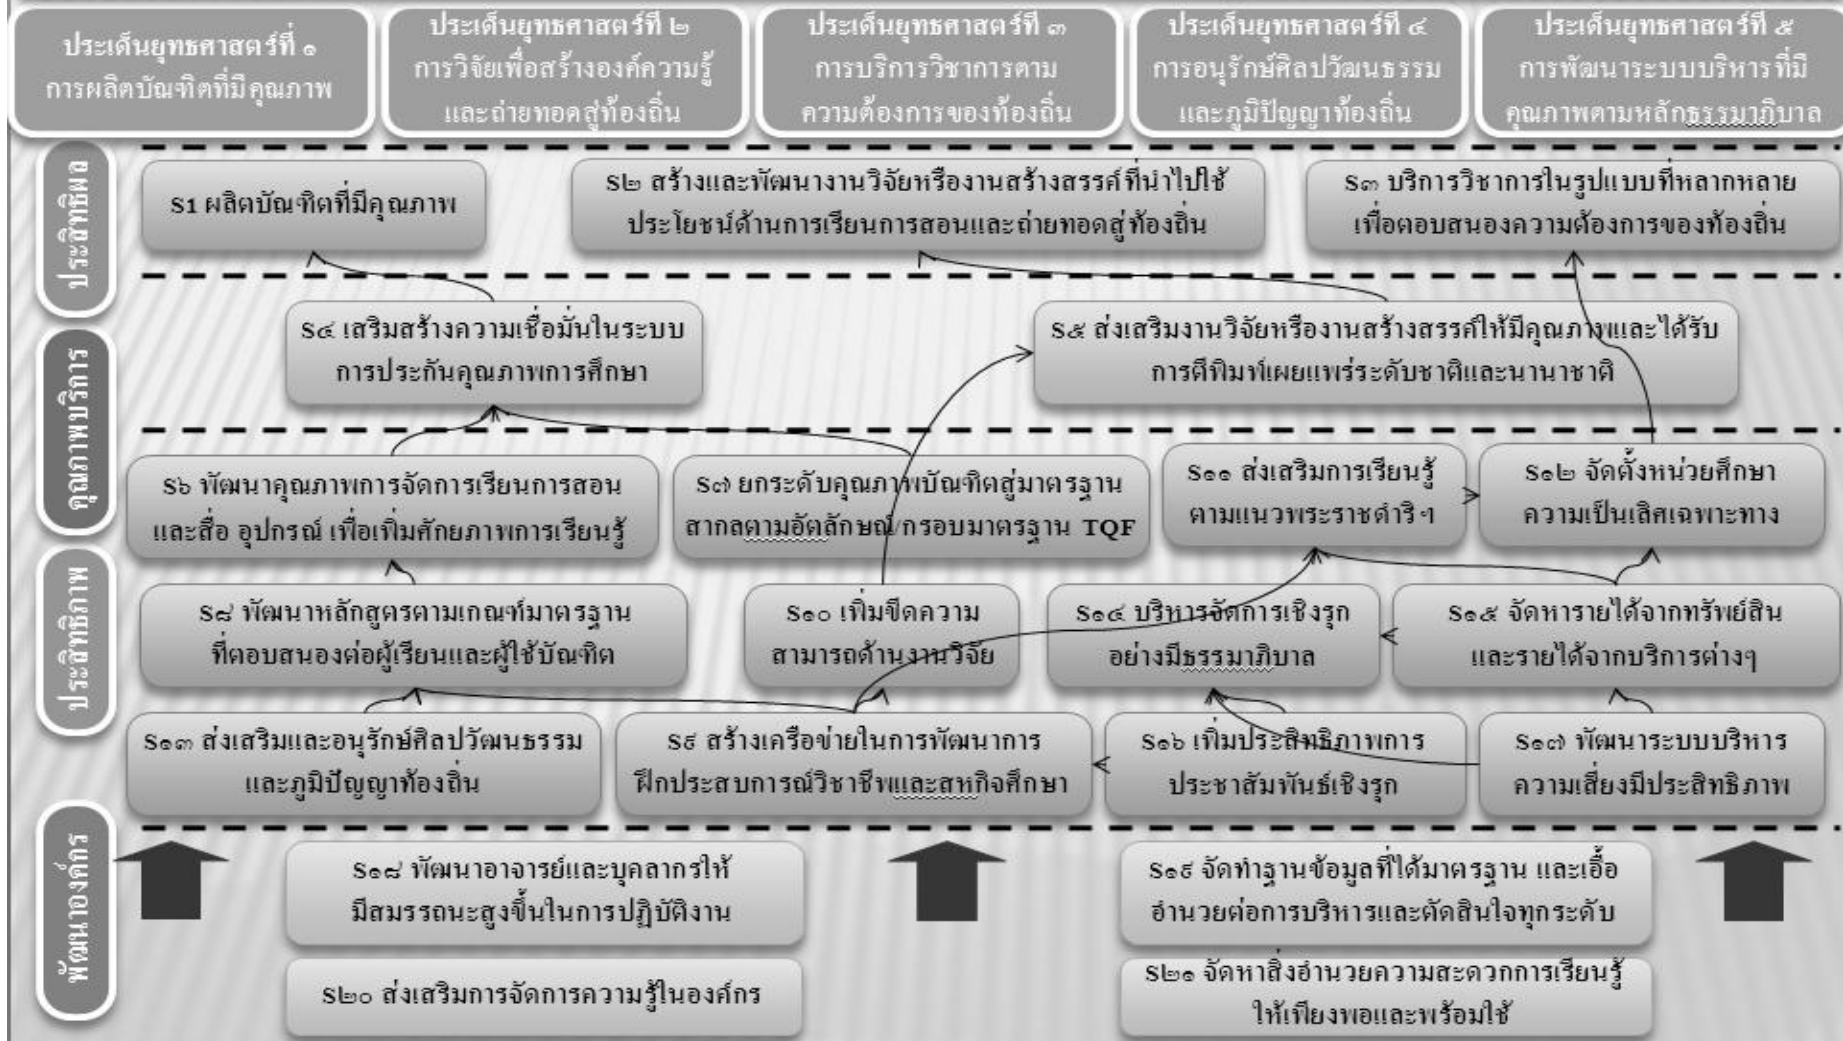 ประเด็นยุทธศาสตร์ที่ ๑
การผลิตบัณฑิตที่มีคุณภาพ
ประเด็นยุทธศาสตร์ที่ ๒
การวิจัยเพื่อสร้างองค์ความรู้
และถ่ายทอดสู่ท้องถิ่น
ประเด็นยุทธศาสตร์ที่ ๓
การบริการวิชาการตาม
ความต้องการของท้องถิ่น
ประเด็นยุทธศาสตร์ที่ ๔
การอนุรักษ์ศิลปวัฒนธรรม
และภูมิปัญญาท้องถิ่น
ประเด็นยุทธศาสตร์ที่ ๕
การพัฒนาระบบบริหารที่มี
คุณภาพตามหลักธรรมาภิบาล
ประสิทธิผล
S1 ผลิตบัณฑิตที่มีคุณภาพ
S๒ สร้างและพัฒนางานวิจัยหรืองานสร้างสรรค์ที่นำไปใช้
ประโยชน์ด้านการเรียนการสอนและถ่ายทอดสู่ท้องถิ่น
S๓ บริการวิชาการในรูปแบบที่หลากหลาย
เพื่อตอบสนองความต้องการของท้องถิ่น
คุณภาพบริการ
S๔ เสริมสร้างความเชื่อมั่นในระบบ
การประกันคุณภาพการศึกษา
S๕ ส่งเสริมงานวิจัยหรืองานสร้างสรรค์ให้มีคุณภาพและได้รับ
การตีพิมพ์เผยแพร่ระดับชาติและนานาชาติ
S๖ พัฒนาคุณภาพการจัดการเรียนการสอน
และสื่อ อุปกรณ์ เพื่อเพิ่มศักยภาพการเรียนรู้
S๗ ยกระดับคุณภาพบัณฑิตสู่มาตรฐาน
สากลตามอัตลักษณ์/กรอบมาตรฐาน TQF
S๑๑ ส่งเสริมการเรียนรู้
ตามแนวพระราชดำริฯ
S๑๒ จัดตั้งหน่วยศึกษา
ความเป็นเลิศเฉพาะทาง
ประสิทธิภาพ
S๘ พัฒนาหลักสูตรตามเกณฑ์มาตรฐาน
ที่ตอบสนองต่อผู้เรียนและผู้ใช้บัณฑิต
S๑๐ เพิ่มขีดความ
สามารถด้านงานวิจัย
S๑๔ บริหารจัดการเชิงรุก
อย่างมีธรรมาภิบาล
S๑๕ จัดหารายได้จากทรัพย์สิน
และรายได้จากบริการต่างๆ
S๑๓ ส่งเสริมและอนุรักษ์ศิลปวัฒนธรรม
และภูมิปัญญาท้องถิ่น
S๙ สร้างเครือข่ายในการพัฒนาการ
ฝึกประสบการณ์วิชาชีพและสหกิจศึกษา
S๑๖ เพิ่มประสิทธิภาพการ
ประชาสัมพันธ์เชิงรุก
S๑๗ พัฒนาระบบบริหาร
ความเสี่ยงมีประสิทธิภาพ
พัฒนาองค์กร
S๑๘ พัฒนาอาจารย์และบุคลากรให้
มีสมรรถนะสูงขึ้นในการปฏิบัติงาน
S๑๙ จัดทำฐานข้อมูลที่ได้มาตรฐาน และเอื้อ
อำนวยต่อการบริหารและตัดสินใจทุกระดับ
S๒๐ ส่งเสริมการจัดการความรู้ในองค์กร
S๒๑ จัดหาสิ่งอำนวยความสะดวกการเรียนรู้
ให้เพียงพอและพร้อมใช้